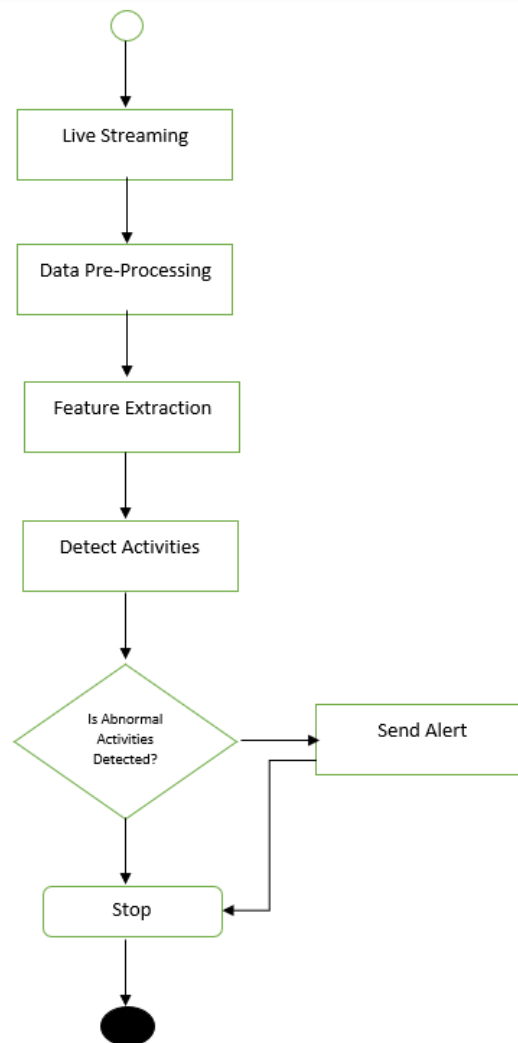 Live Streaming
Data Pre-Processing
Feature Extraction
Detect Activities
Is Abnormal
Activities
Detected?
Send Alert
Stop